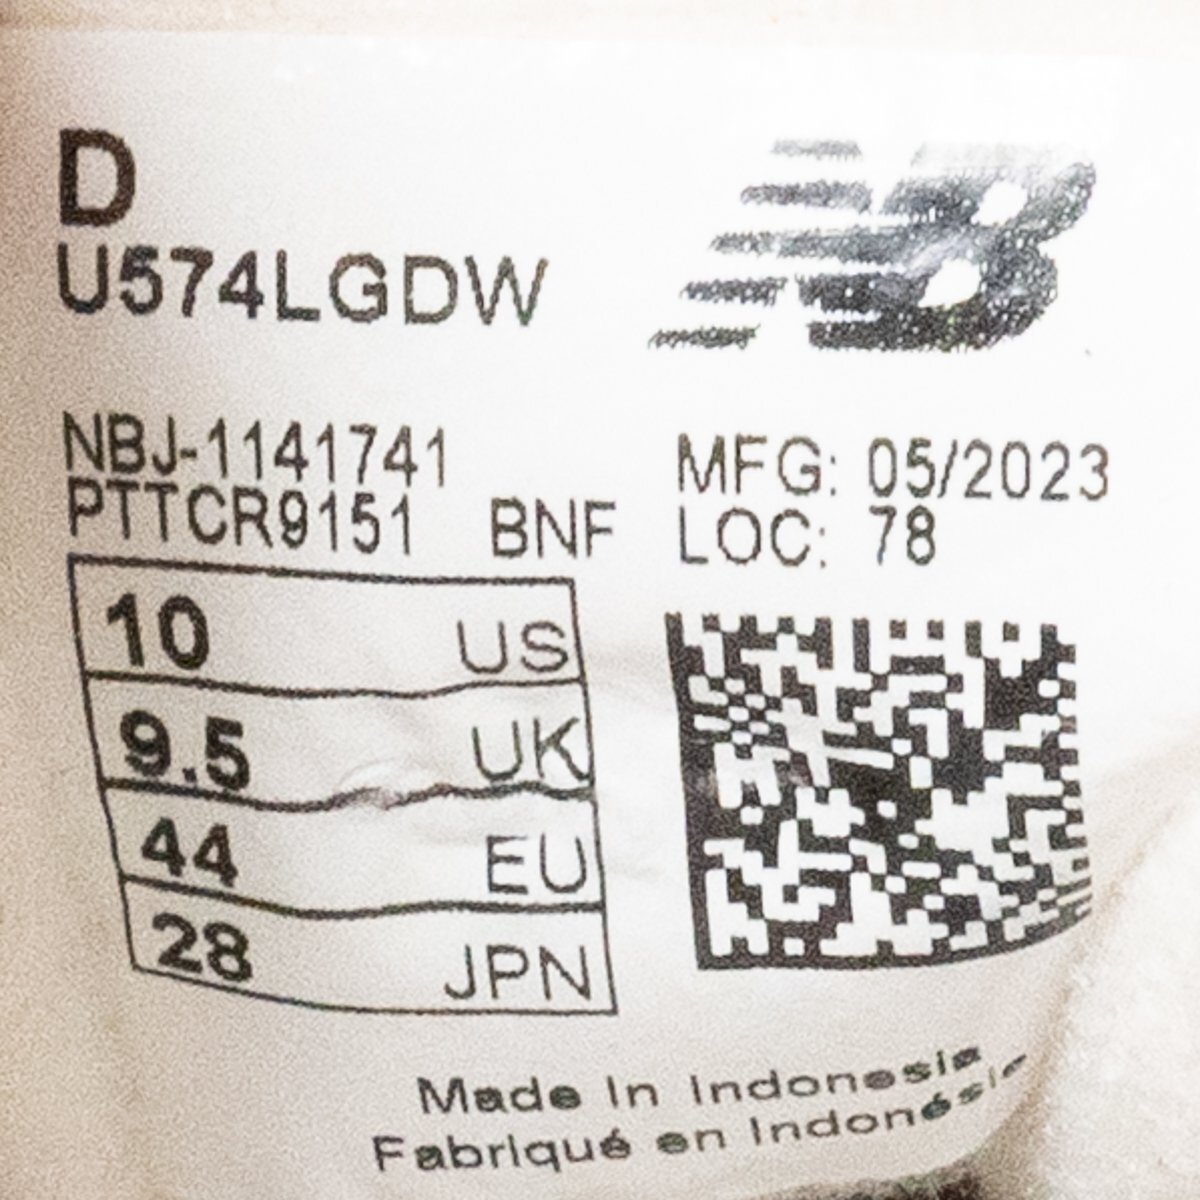 D
U574LGDW
NB
NBJ-1141741
PTTCR9151 BNF
MFG: 05/2023
LOC: 78
10 US
9.5 UK
44 EU
28 JPN
Made In Indonesia
Fabriqué en Indonésie